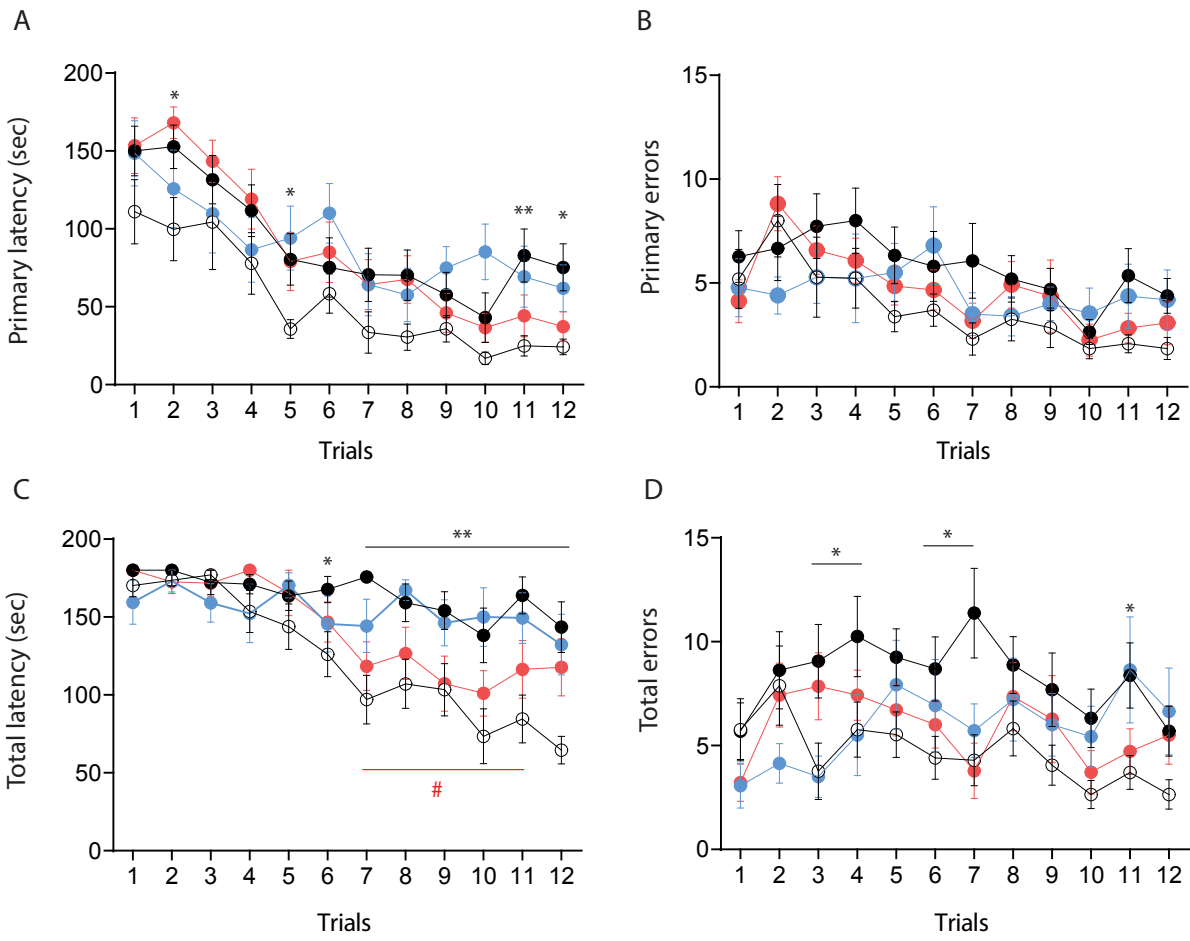 A
Primary latency (sec)
200
150
100
50
0
*
*
**
*
1 2 3 4 5 6 7 8 9 10 11 12
Trials
B
Primary errors
15
10
5
0
1 2 3 4 5 6 7 8 9 10 11 12
Trials
C
Total latency (sec)
200
150
100
50
0
*
**
#
1 2 3 4 5 6 7 8 9 10 11 12
Trials
D
Total errors
15
10
5
0
*
*
*
1 2 3 4 5 6 7 8 9 10 11 12
Trials